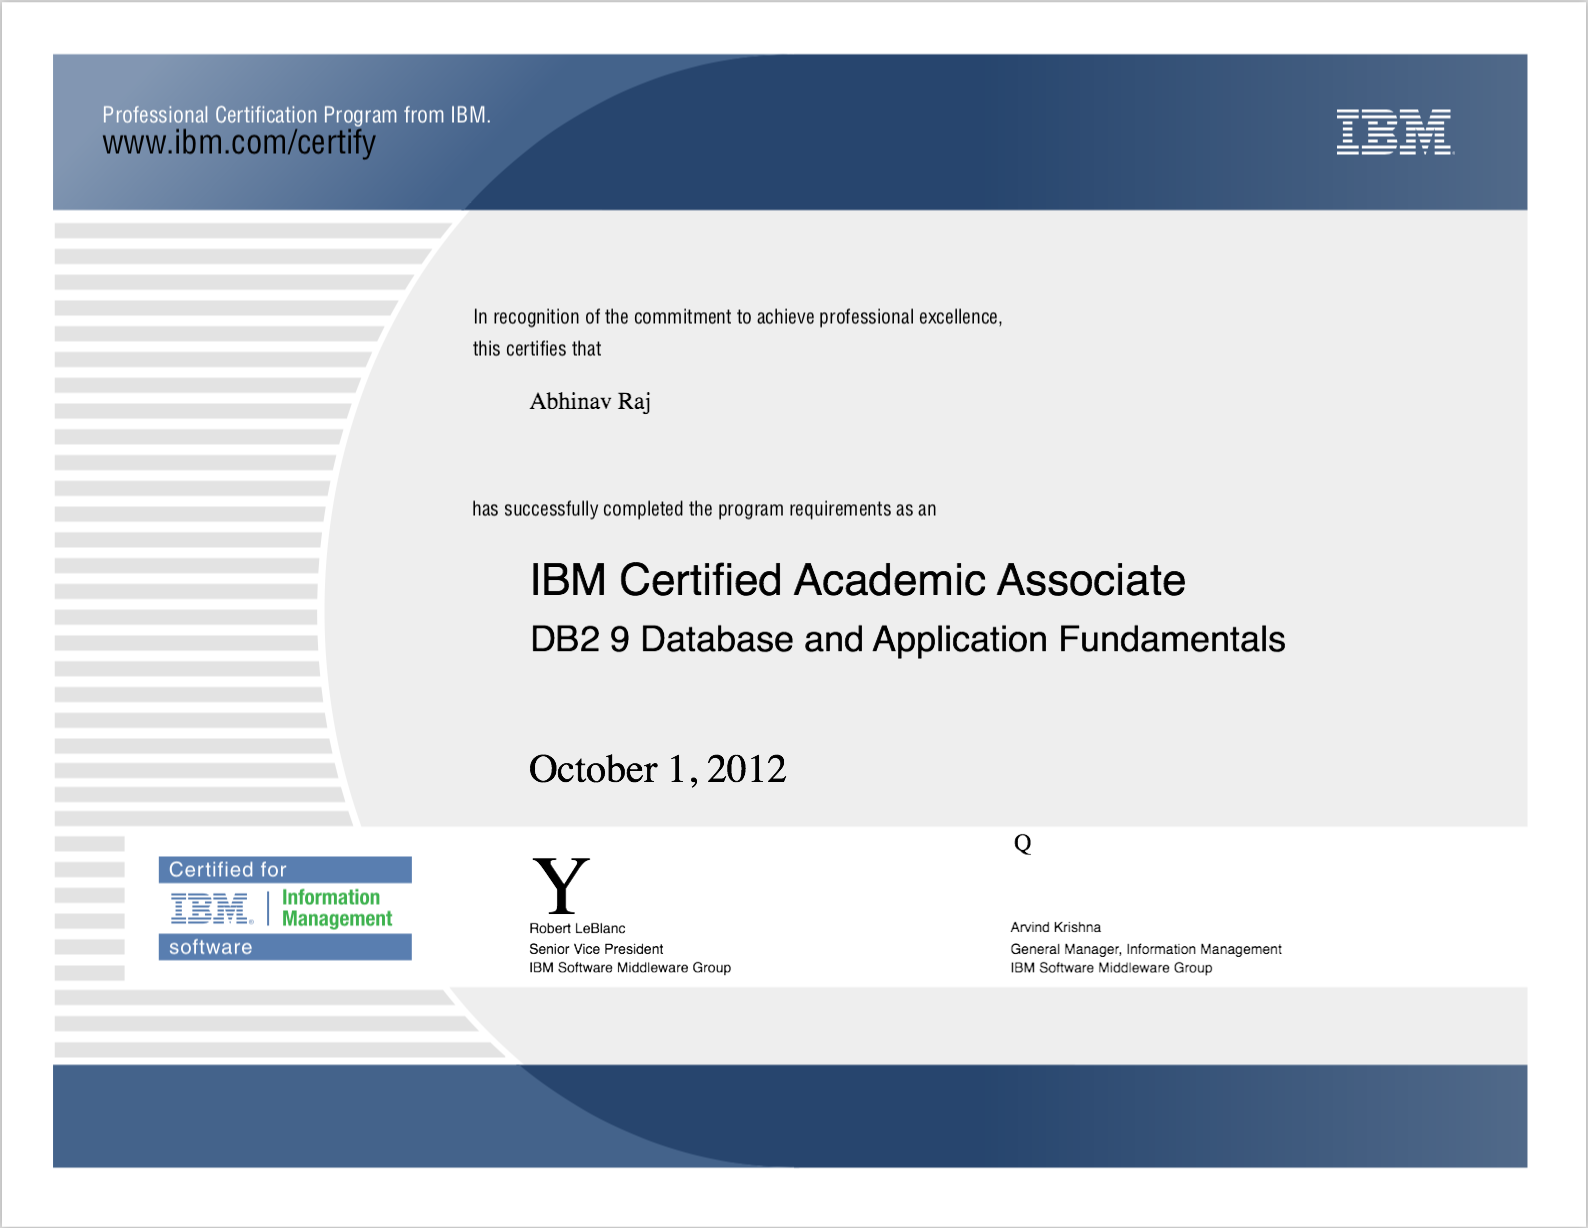 Professional Certification Program from IBM.
www.ibm.com/certify
IBM
In recognition of the commitment to achieve professional excellence,
this certifies that
Abhinav Raj
has successfully completed the program requirements as an
IBM Certified Academic Associate
DB2 9 Database and Application Fundamentals
October 1, 2012
Certified for
IBM® | Information
Management
software
Y
Robert LeBlanc
Senior Vice President
IBM Software Middleware Group
Q
Arvind Krishna
General Manager, Information Management
IBM Software Middleware Group